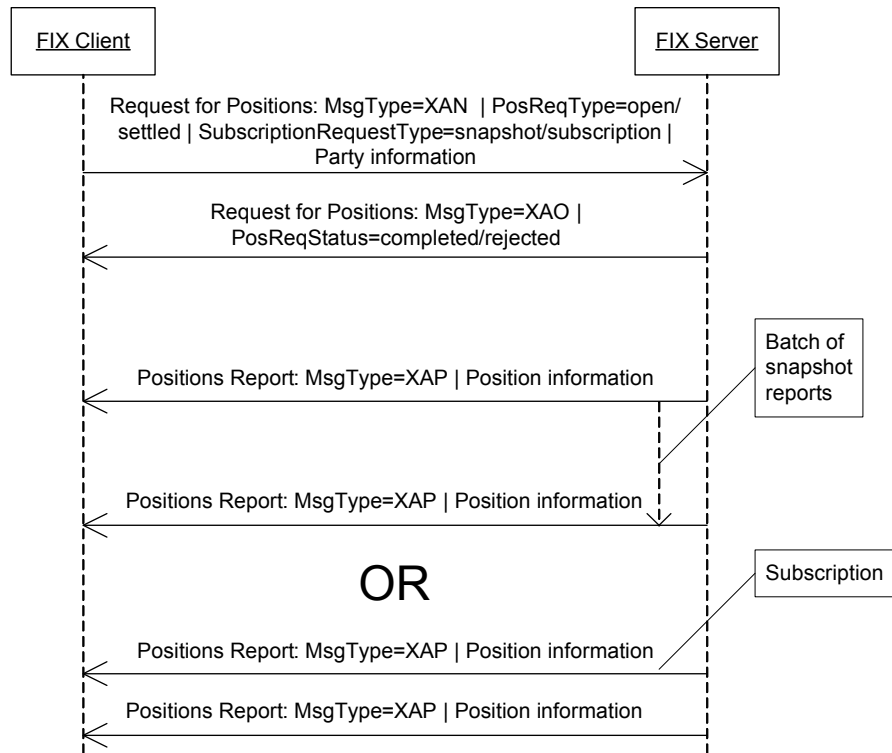 FIX Client
FIX Server
Request for Positions: MsgType=XAN | PosReqType=open/
settled | SubscriptionRequestType=snapshot/subscription |
Party information
Request for Positions: MsgType=XAO |
PosReqStatus=completed/rejected
Batch of
snapshot
reports
Positions Report: MsgType=XAP | Position information
Positions Report: MsgType=XAP | Position information
OR
Subscription
Positions Report: MsgType=XAP | Position information
Positions Report: MsgType=XAP | Position information